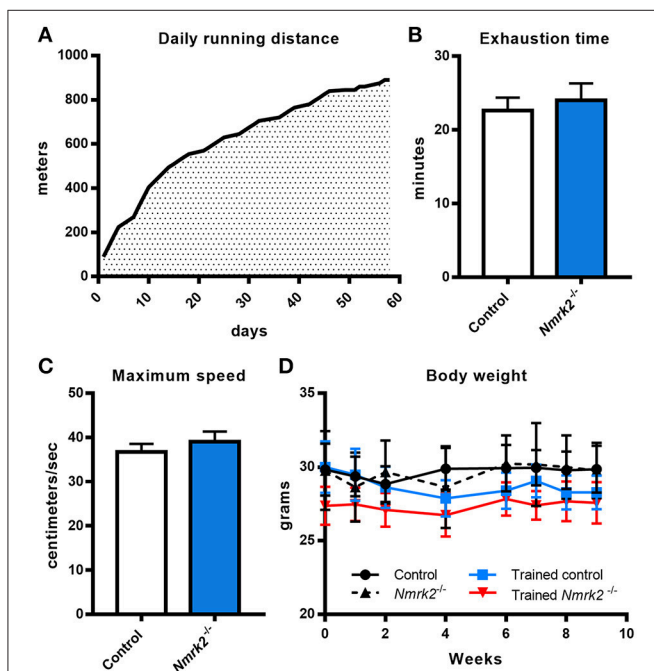 A
Daily running distance
1000
800
600
400
200
0
meters
0
10
20
30
40
50
60
days
B
Exhaustion time
30
20
10
0
minutes
Control
Nmrk2-/-
C
Maximum speed
50
40
30
20
10
0
centimeters/sec
Control
Nmrk2-/-
D
Body weight
35
30
25
20
grams
Control
Trained control
Nmrk2-/-
Trained Nmrk2 -/-
0
2
4
6
8
10
Weeks